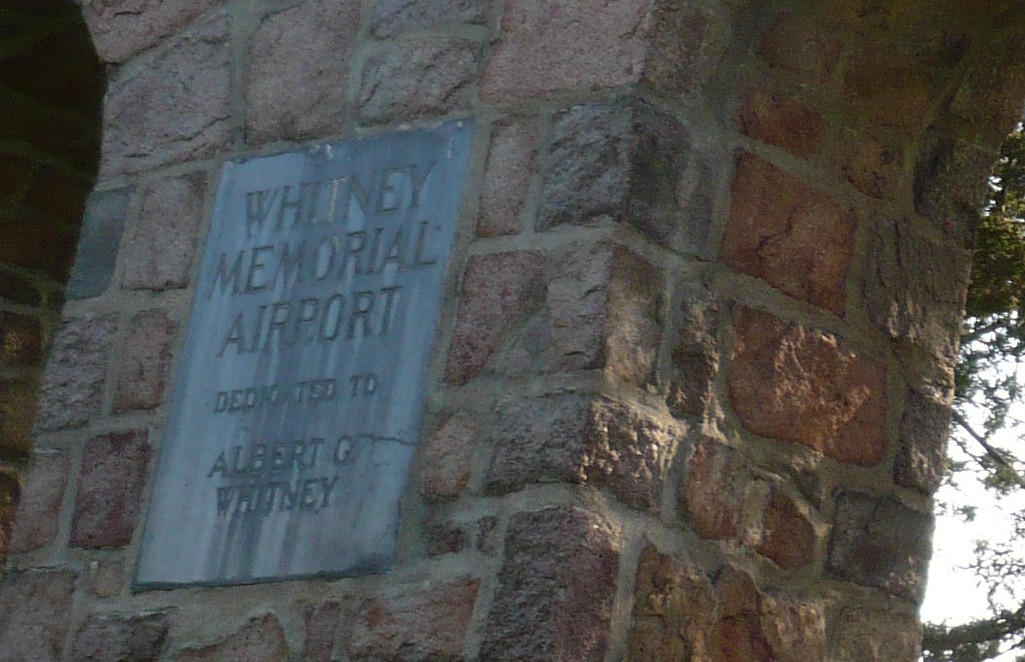 WHITNEY
MEMORIAL
AIRPORT
DEDICATED TO
ALBERT G
WHITNEY